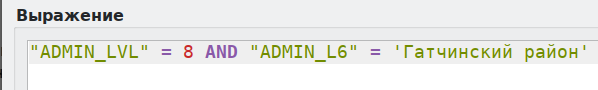 Выражение
"ADMIN_LVL" = 8 AND "ADMIN_L6" = 'Гатчинский район'